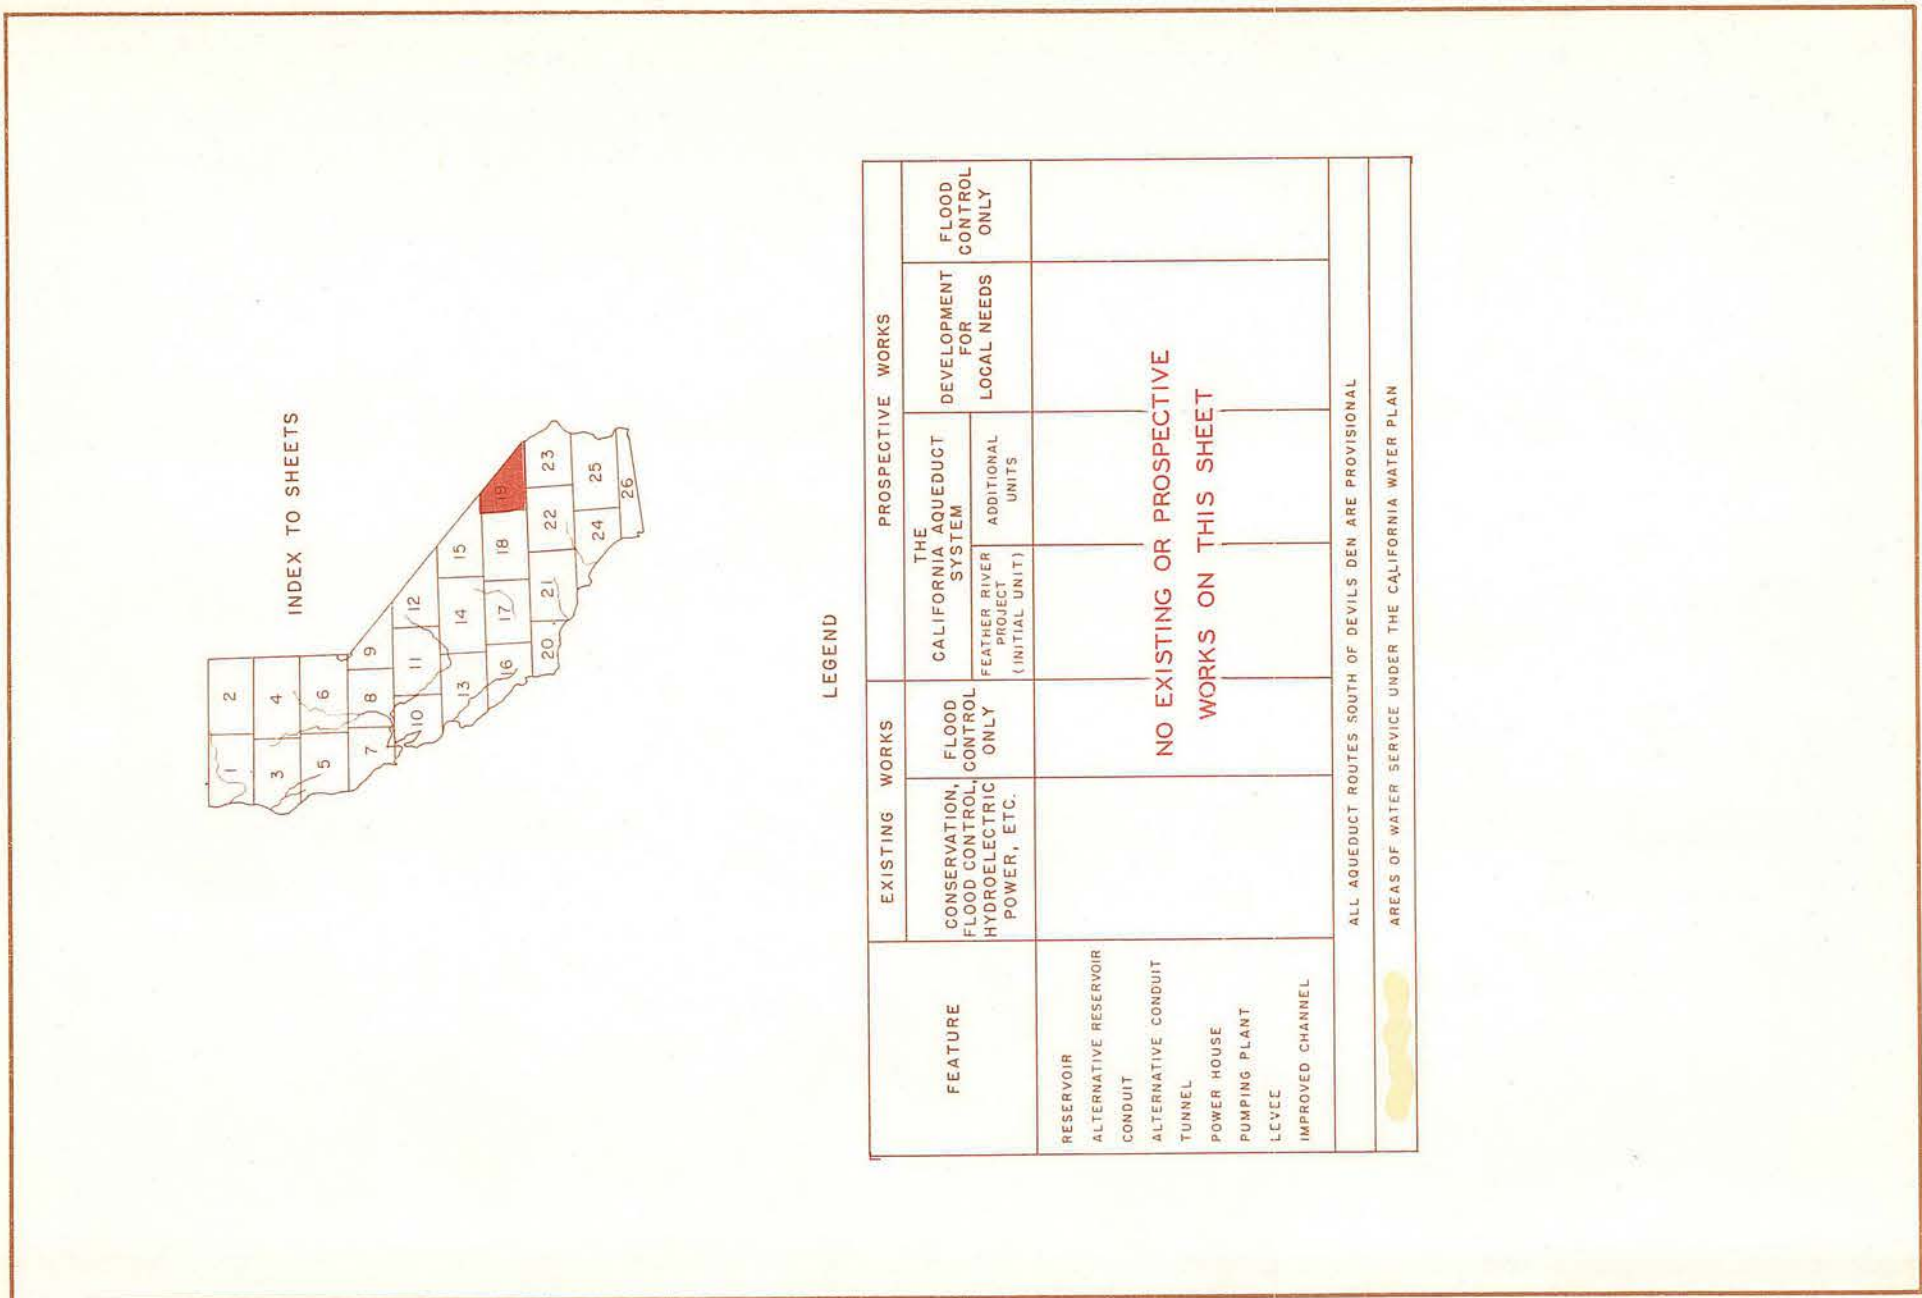 INDEX TO SHEETS
1
2
3
4
5
6
7
8
9
10
11
12
13
14
15
16
17
18
19
20
21
22
23
24
25
26
LEGEND
FEATURE
EXISTING WORKS
PROSPECTIVE WORKS
CONSERVATION,
FLOOD CONTROL,
HYDROELECTRIC
POWER, ETC.
FLOOD
CONTROL
ONLY
THE
CALIFORNIA AQUEDUCT
SYSTEM
FEATHER RIVER
PROJECT
(INITIAL UNIT)
ADDITIONAL
UNITS
DEVELOPMENT
FOR
LOCAL NEEDS
FLOOD
CONTROL
ONLY
RESERVOIR
ALTERNATIVE RESERVOIR
CONDUIT
ALTERNATIVE CONDUIT
TUNNEL
POWER HOUSE
PUMPING PLANT
LEVEE
IMPROVED CHANNEL
NO EXISTING OR PROSPECTIVE
WORKS ON THIS SHEET
ALL AQUEDUCT ROUTES SOUTH OF DEVILS DEN ARE PROVISIONAL
AREAS OF WATER SERVICE UNDER THE CALIFORNIA WATER PLAN